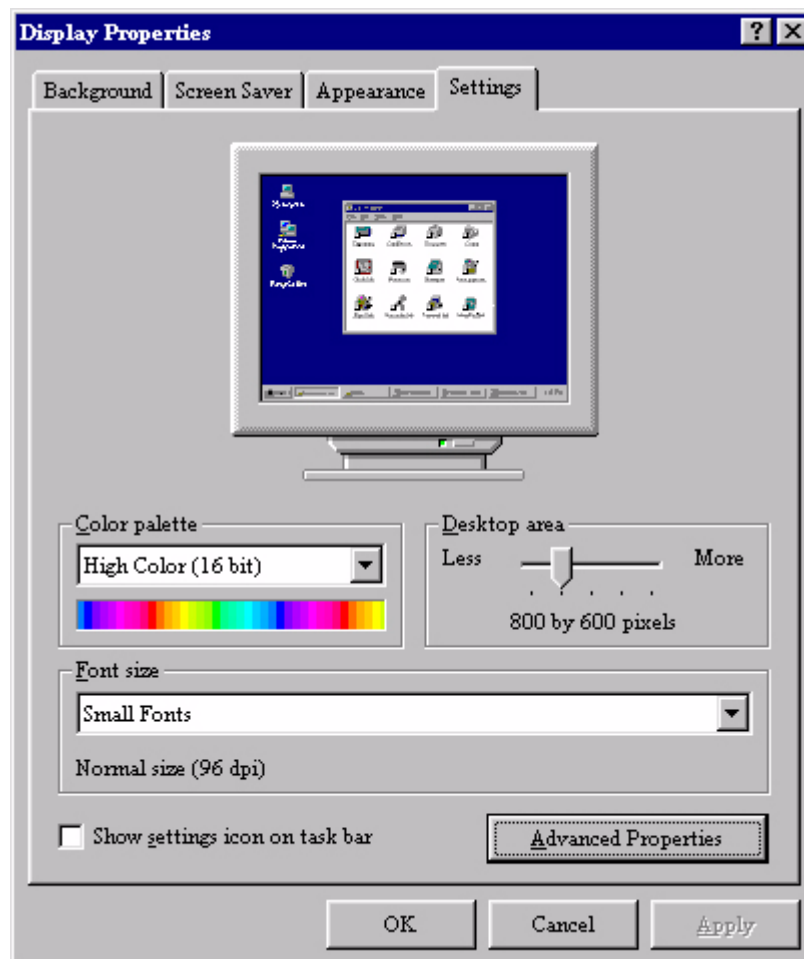 Display Properties
Background Screen Saver Appearance Settings
Color palette
High Color (16 bit)
Desktop area
Less More
800 by 600 pixels
Font size
Small Fonts
Normal size (96 dpi)
Show settings icon on task bar
Advanced Properties
OK Cancel Apply